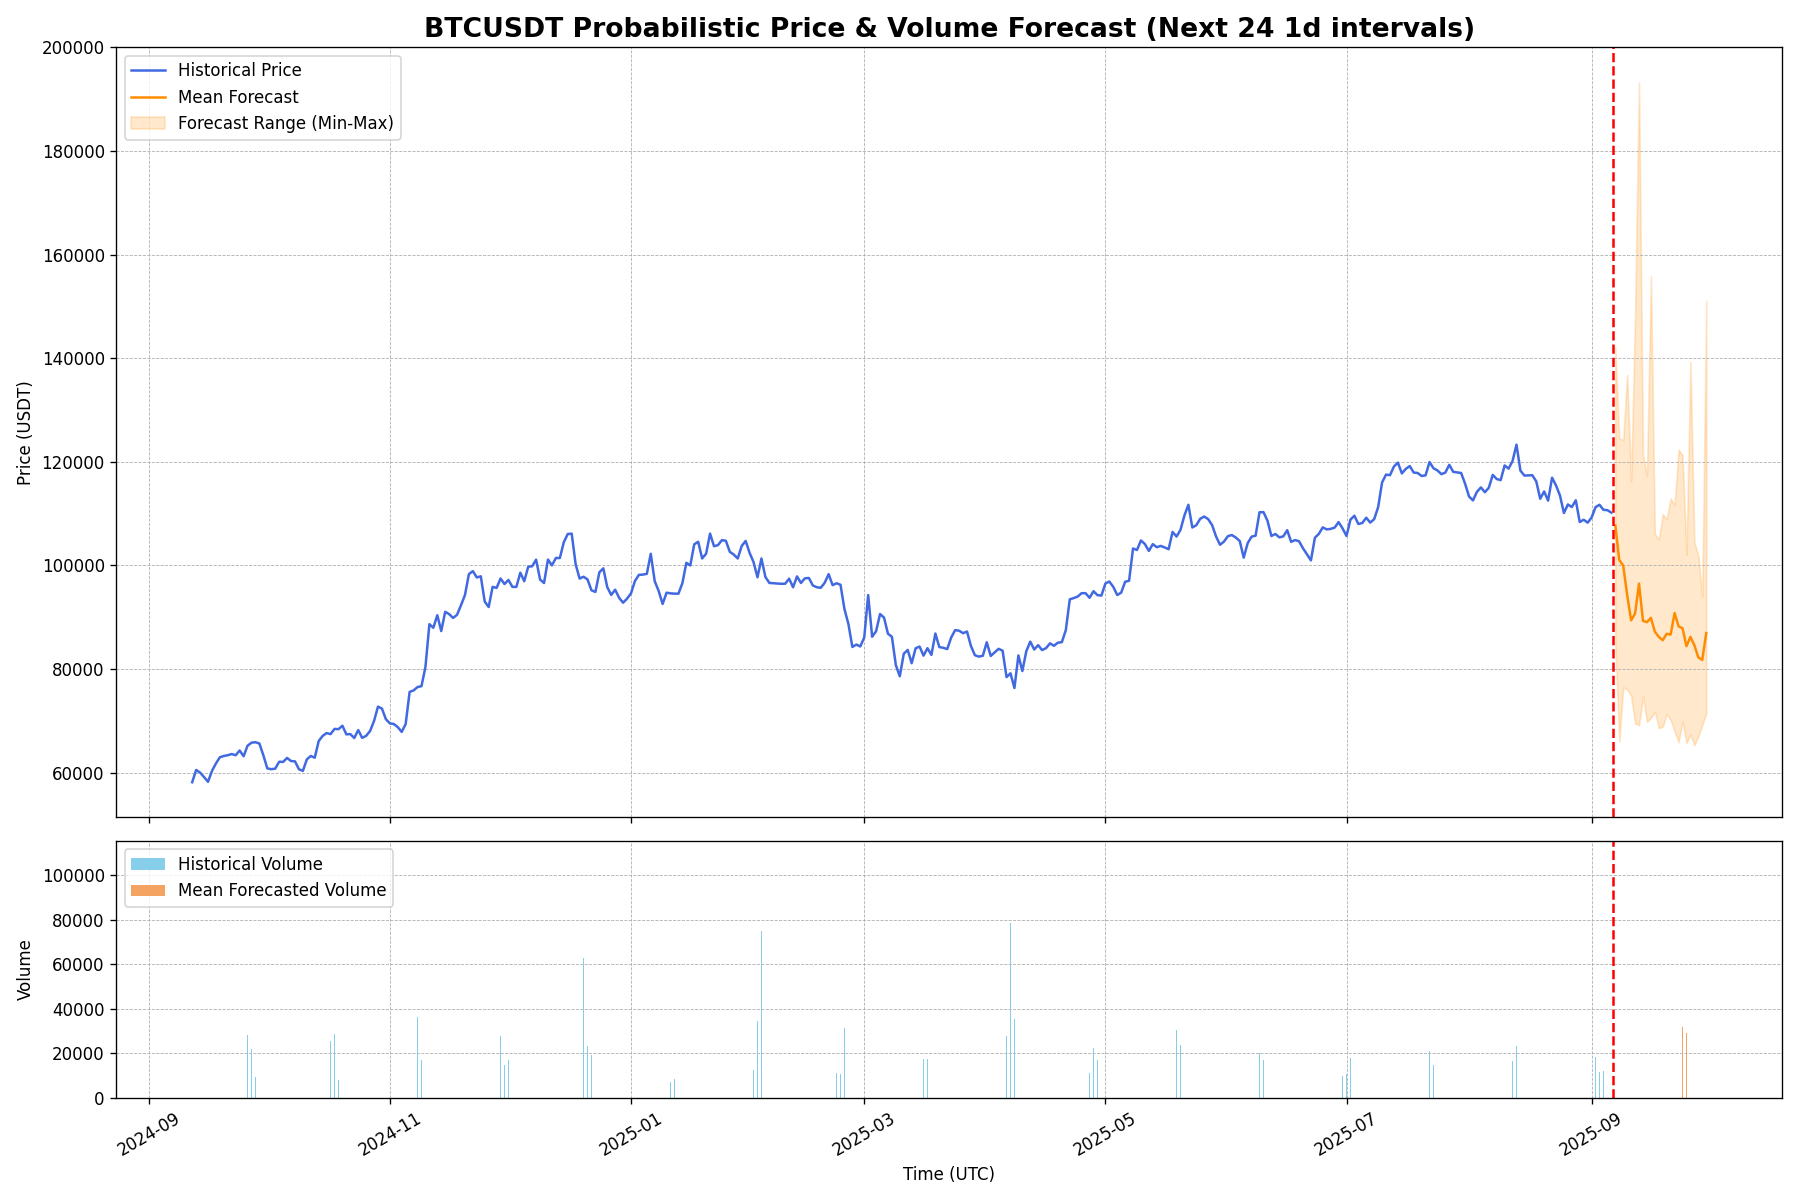 BTCUSDT Probabilistic Price & Volume Forecast (Next 24 1d intervals)
200000
180000
160000
140000
120000
100000
80000
60000
Price (USDT)
Historical Price
Mean Forecast
Forecast Range (Min-Max)
100000
80000
60000
40000
20000
0
Volume
Historical Volume
Mean Forecasted Volume
2024-09
2024-11
2025-01
2025-03
2025-05
2025-07
2025-09
Time (UTC)